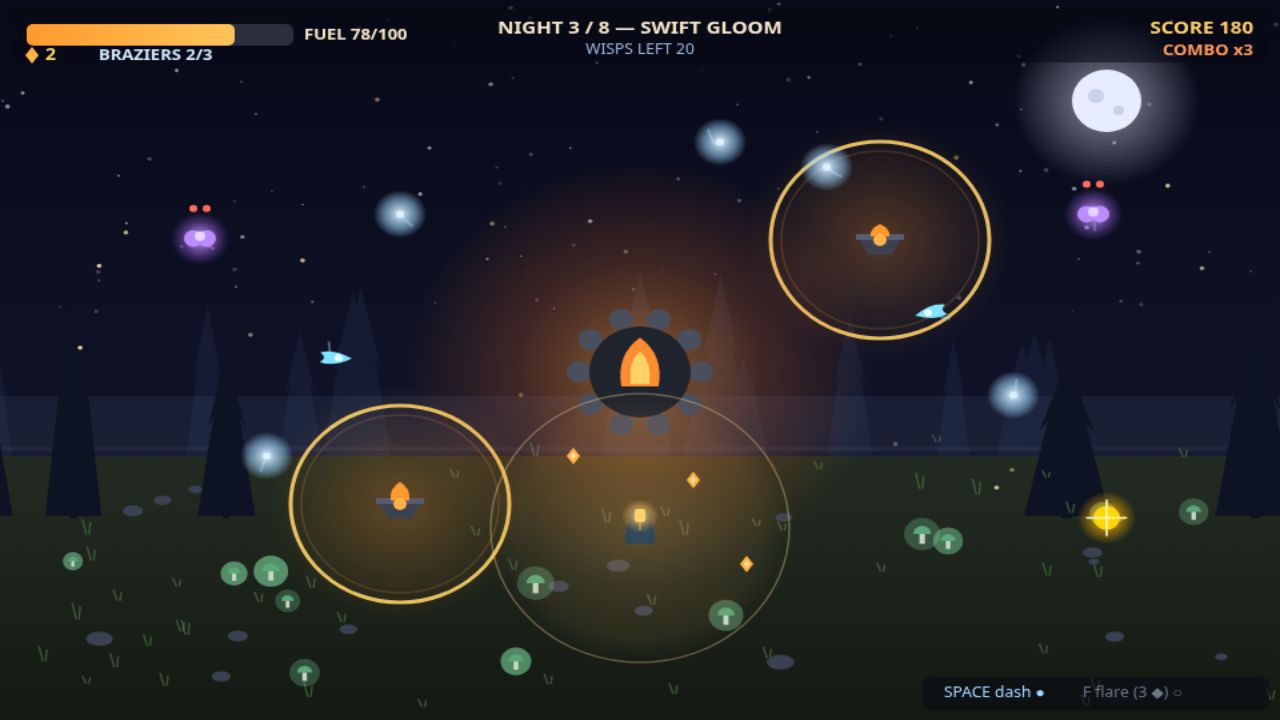 FUEL 78/100
♦ 2 BRAZIERS 2/3
NIGHT 3 / 8 — SWIFT GLOOM
WISPS LEFT 20
SCORE 180
COMBO x3
SPACE dash ● F flare (3 ◆) ○